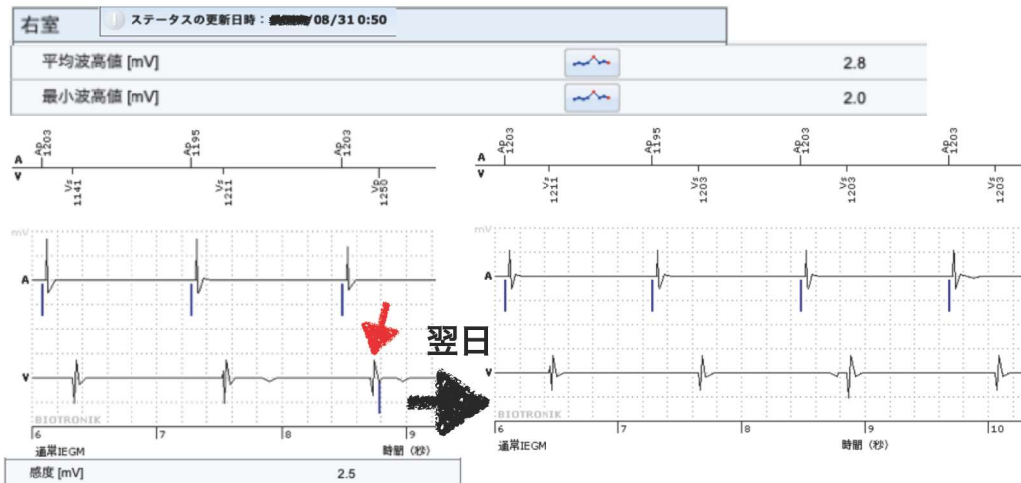 右室
ステータスの更新日時： /08/31 0:50
平均波高値 [mV] 2.8
最小波高値 [mV] 2.0
Ap 1203 Ap 1195 Ap 1203
A
V
Vs 1141 Vs 1211 Vp 1250
mV
A
V
BIOTRONIK
6 7 8 9
通常IEGM 時間（秒）
感度 [mV] 2.5
翌日
Ap 1203 Ap 1195 Ap 1203 Ap 1203
A
V
Vs 1211 Vs 1203 Vs 1203 Vs 1203
mV
A
V
BIOTRONIK
6 7 8 9 10
通常IEGM 時間（秒）